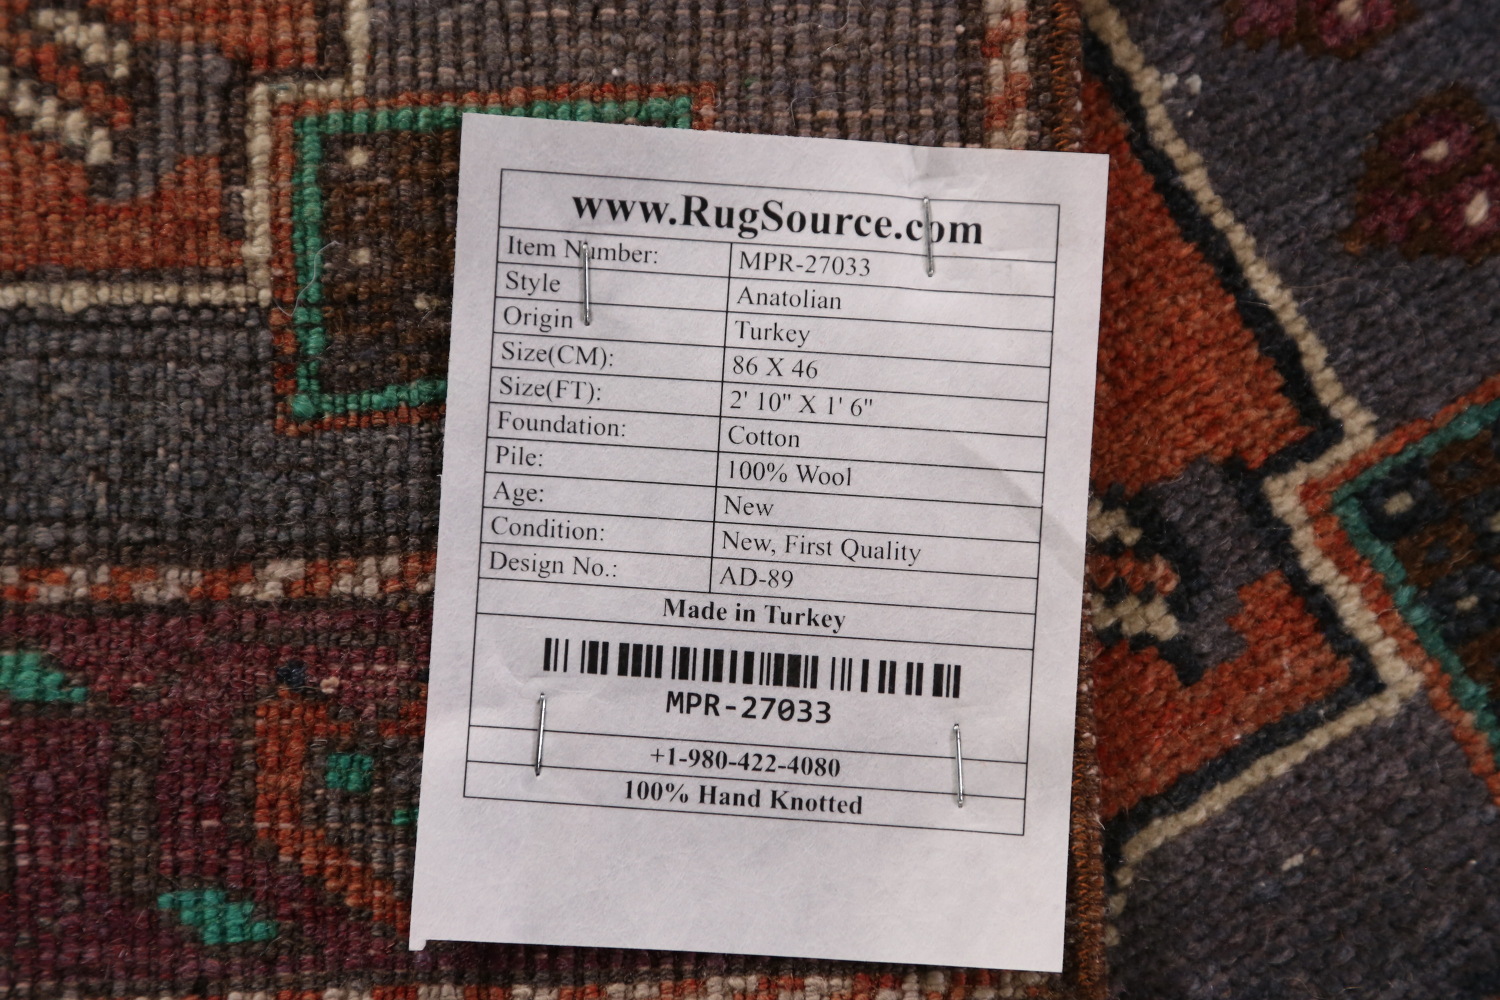 www.RugSource.com
Item Number: MPR-27033
Style Anatolian
Origin Turkey
Size(CM): 86 X 46
Size(FT): 2' 10" X 1' 6"
Foundation: Cotton
Pile: 100% Wool
Age: New
Condition: New, First Quality
Design No.: AD-89
Made in Turkey
MPR-27033
+1-980-422-4080
100% Hand Knotted